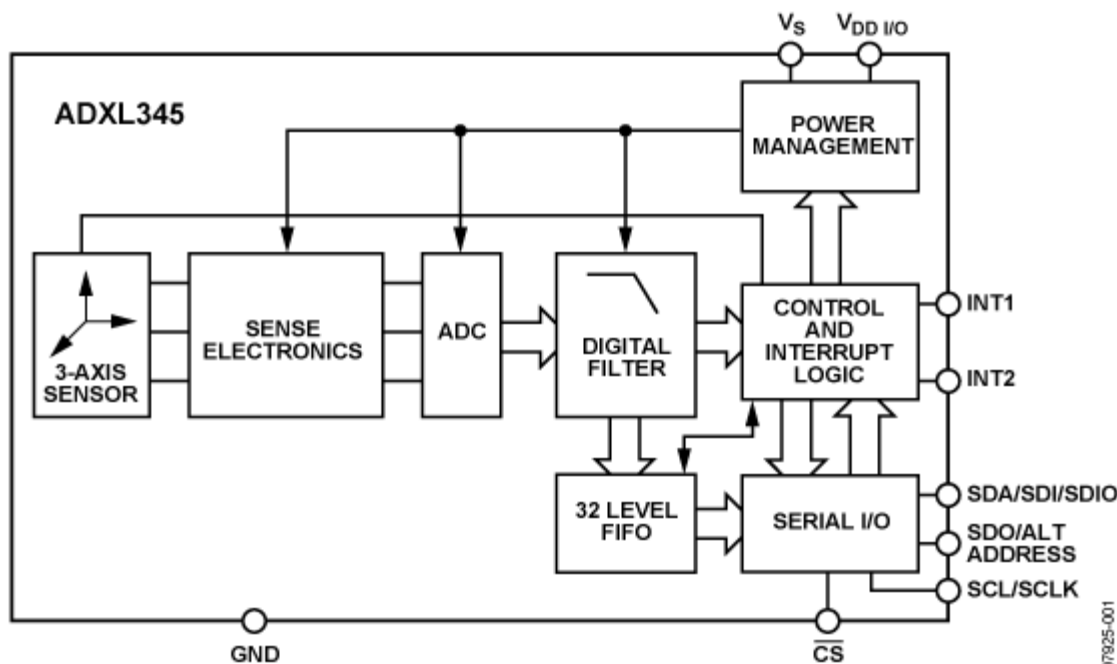 VS
VDD I/O
ADXL345
POWER
MANAGEMENT
3-AXIS
SENSOR
SENSE
ELECTRONICS
ADC
DIGITAL
FILTER
CONTROL
AND
INTERRUPT
LOGIC
INT1
INT2
32 LEVEL
FIFO
SERIAL I/O
SDA/SDI/SDIO
SDO/ALT
ADDRESS
SCL/SCLK
GND
CS